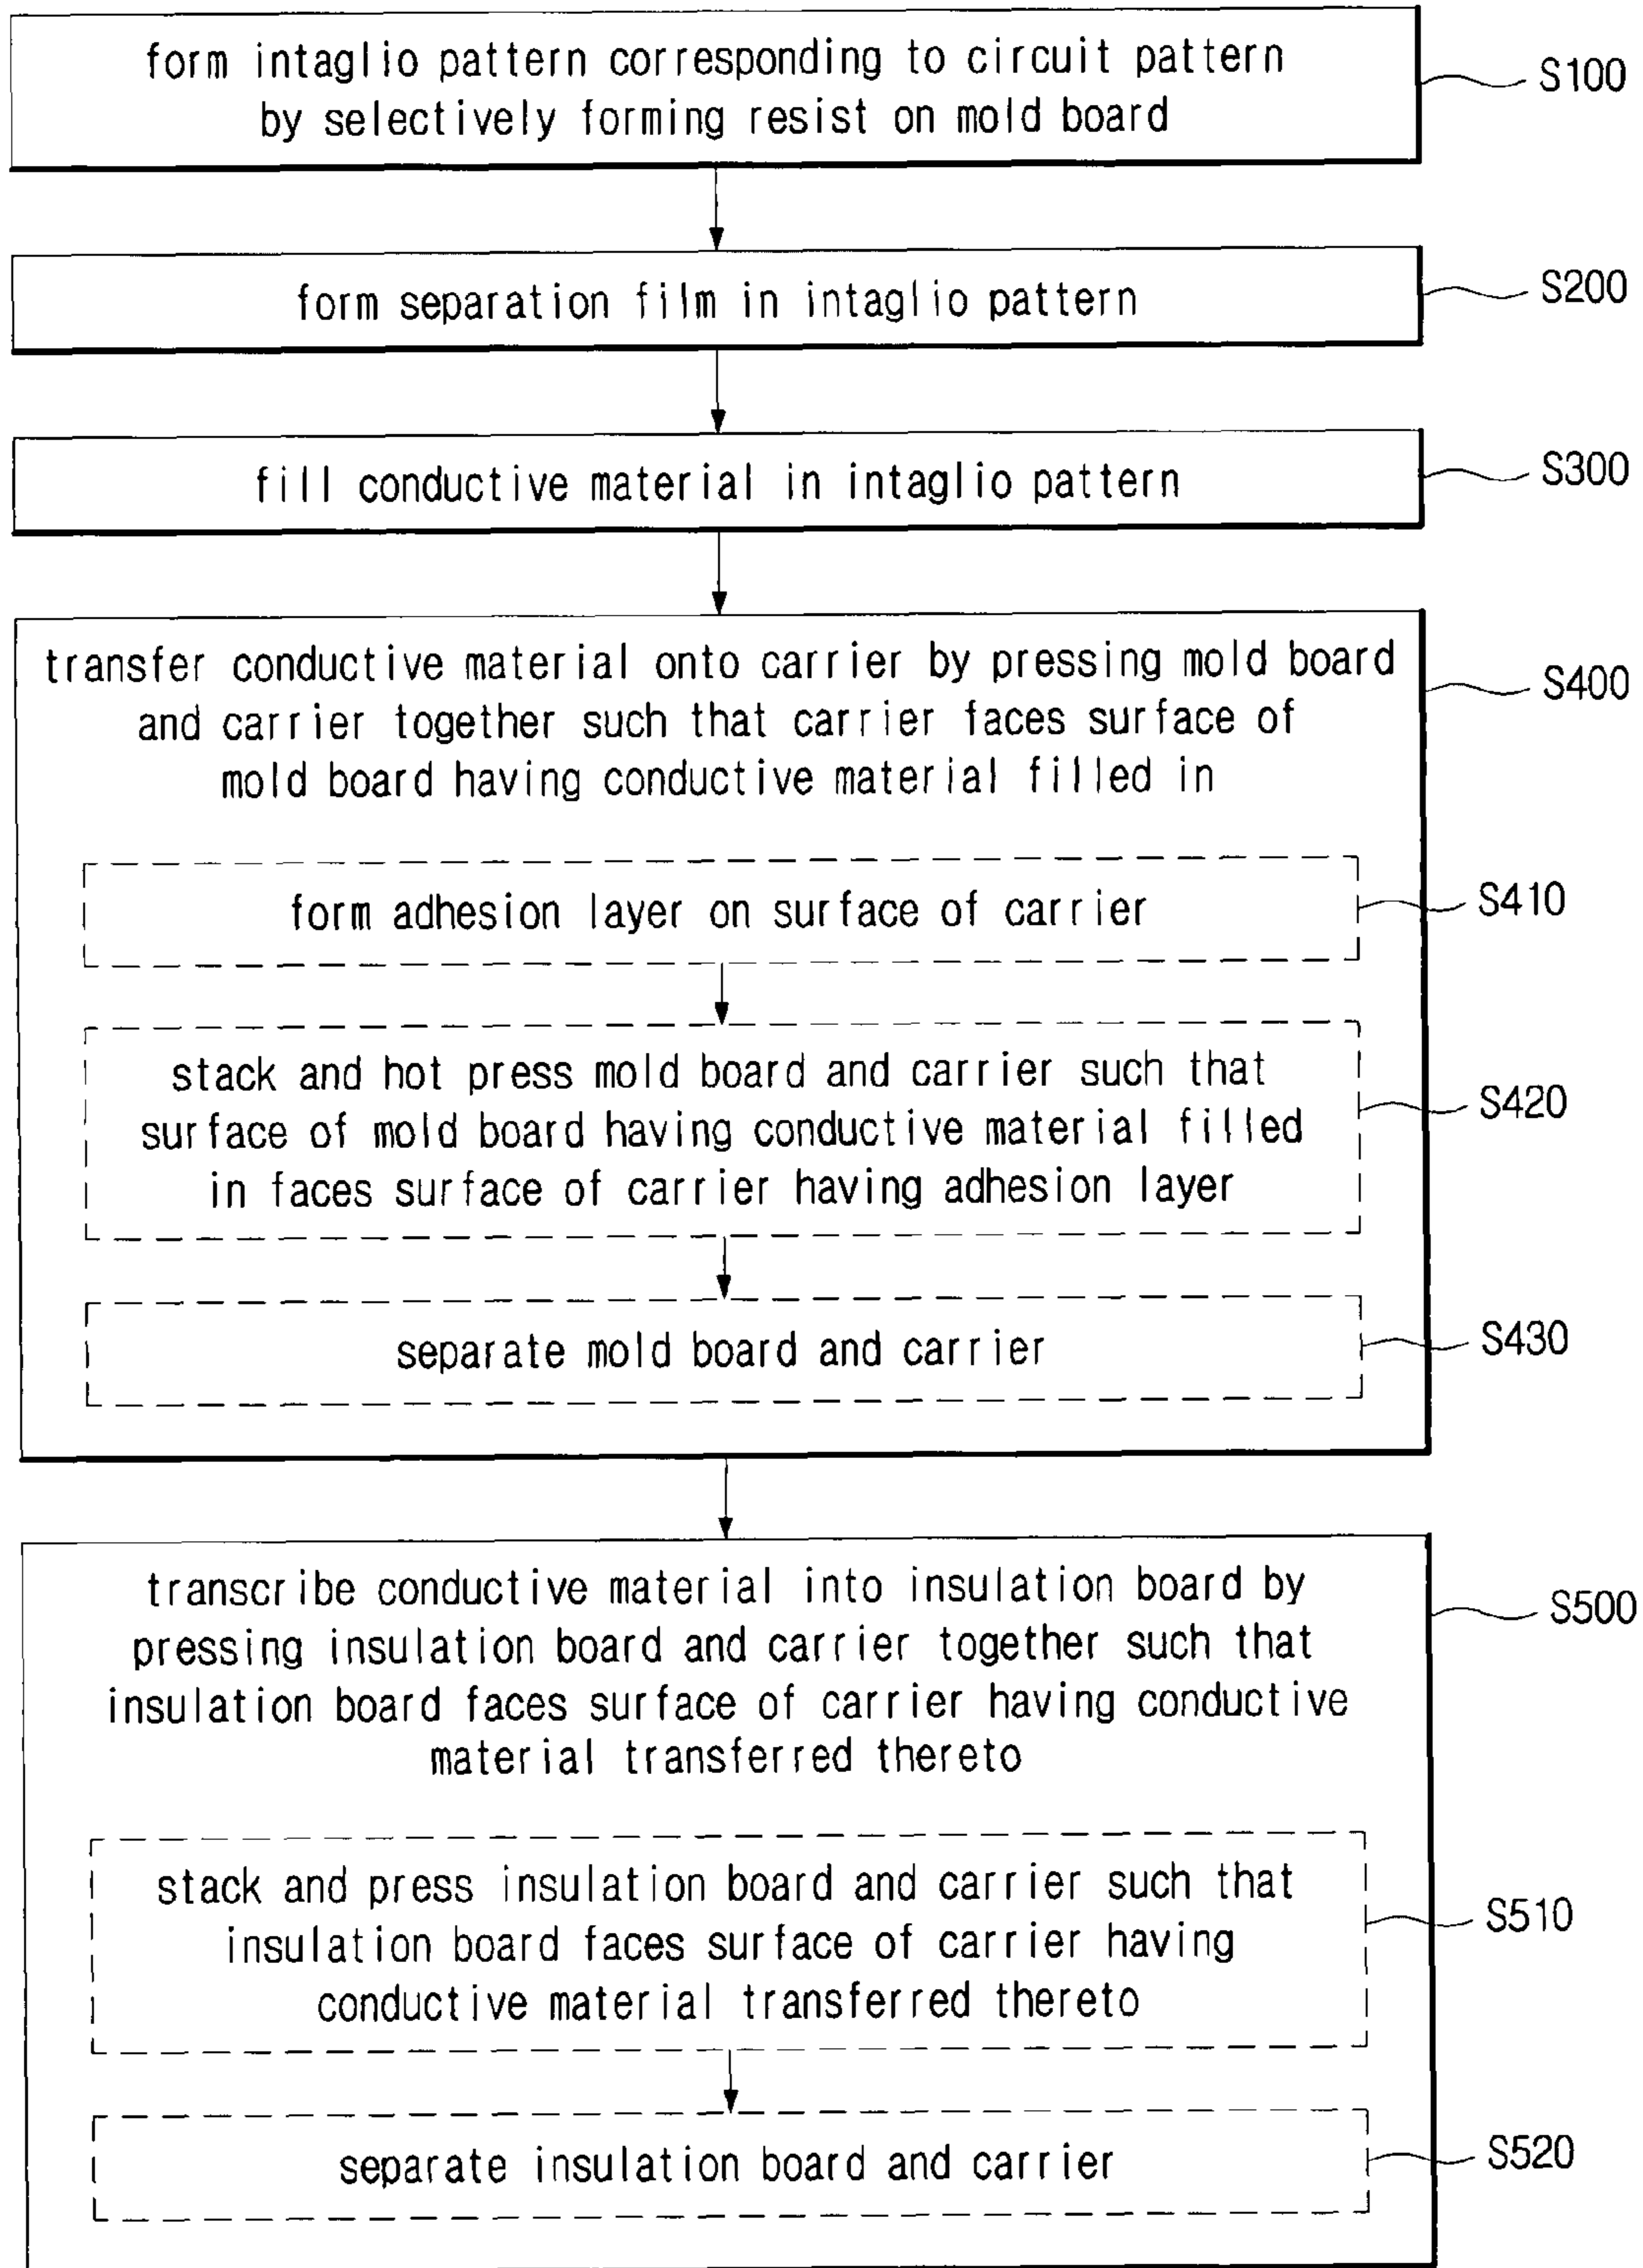 form intaglio pattern corresponding to circuit pattern
by selectively forming resist on mold board
S100
form separation film in intaglio pattern
S200
fill conductive material in intaglio pattern
S300
transfer conductive material onto carrier by pressing mold board
and carrier together such that carrier faces surface of
mold board having conductive material filled in
S400
form adhesion layer on surface of carrier
S410
stack and hot press mold board and carrier such that
surface of mold board having conductive material filled
in faces surface of carrier having adhesion layer
S420
separate mold board and carrier
S430
transcribe conductive material into insulation board by
pressing insulation board and carrier together such that
insulation board faces surface of carrier having conductive
material transferred thereto
S500
stack and press insulation board and carrier such that
insulation board faces surface of carrier having
conductive material transferred thereto
S510
separate insulation board and carrier
S520